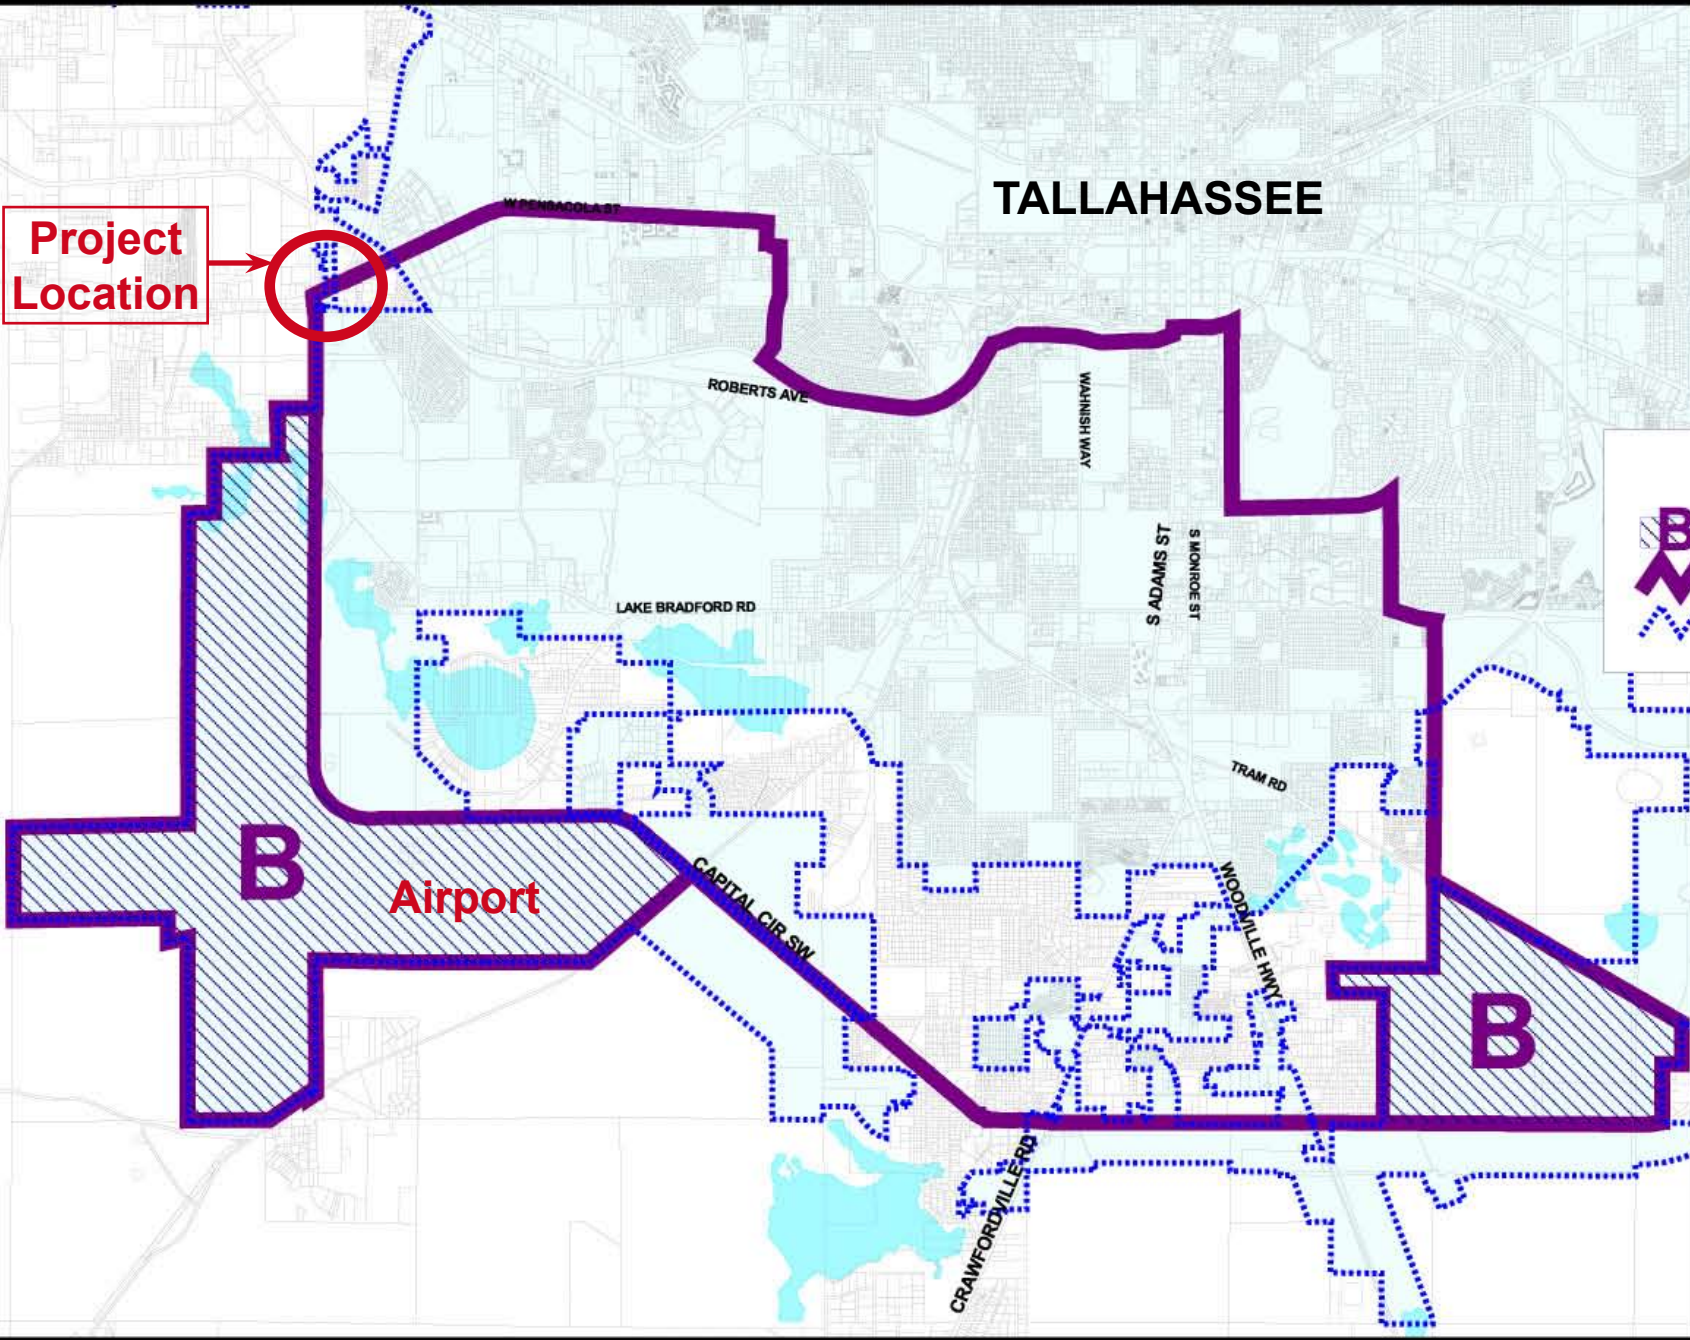 TALLAHASSEE
W PENSACOLA ST
Project
Location
ROBERTS AVE
WAHNISH WAY
B
S ADAMS ST
S MONROE ST
LAKE BRADFORD RD
TRAM RD
B
Airport
CAPITAL CIR SW
WOODVILLE HWY
B
CRAWFORDVILLE RD